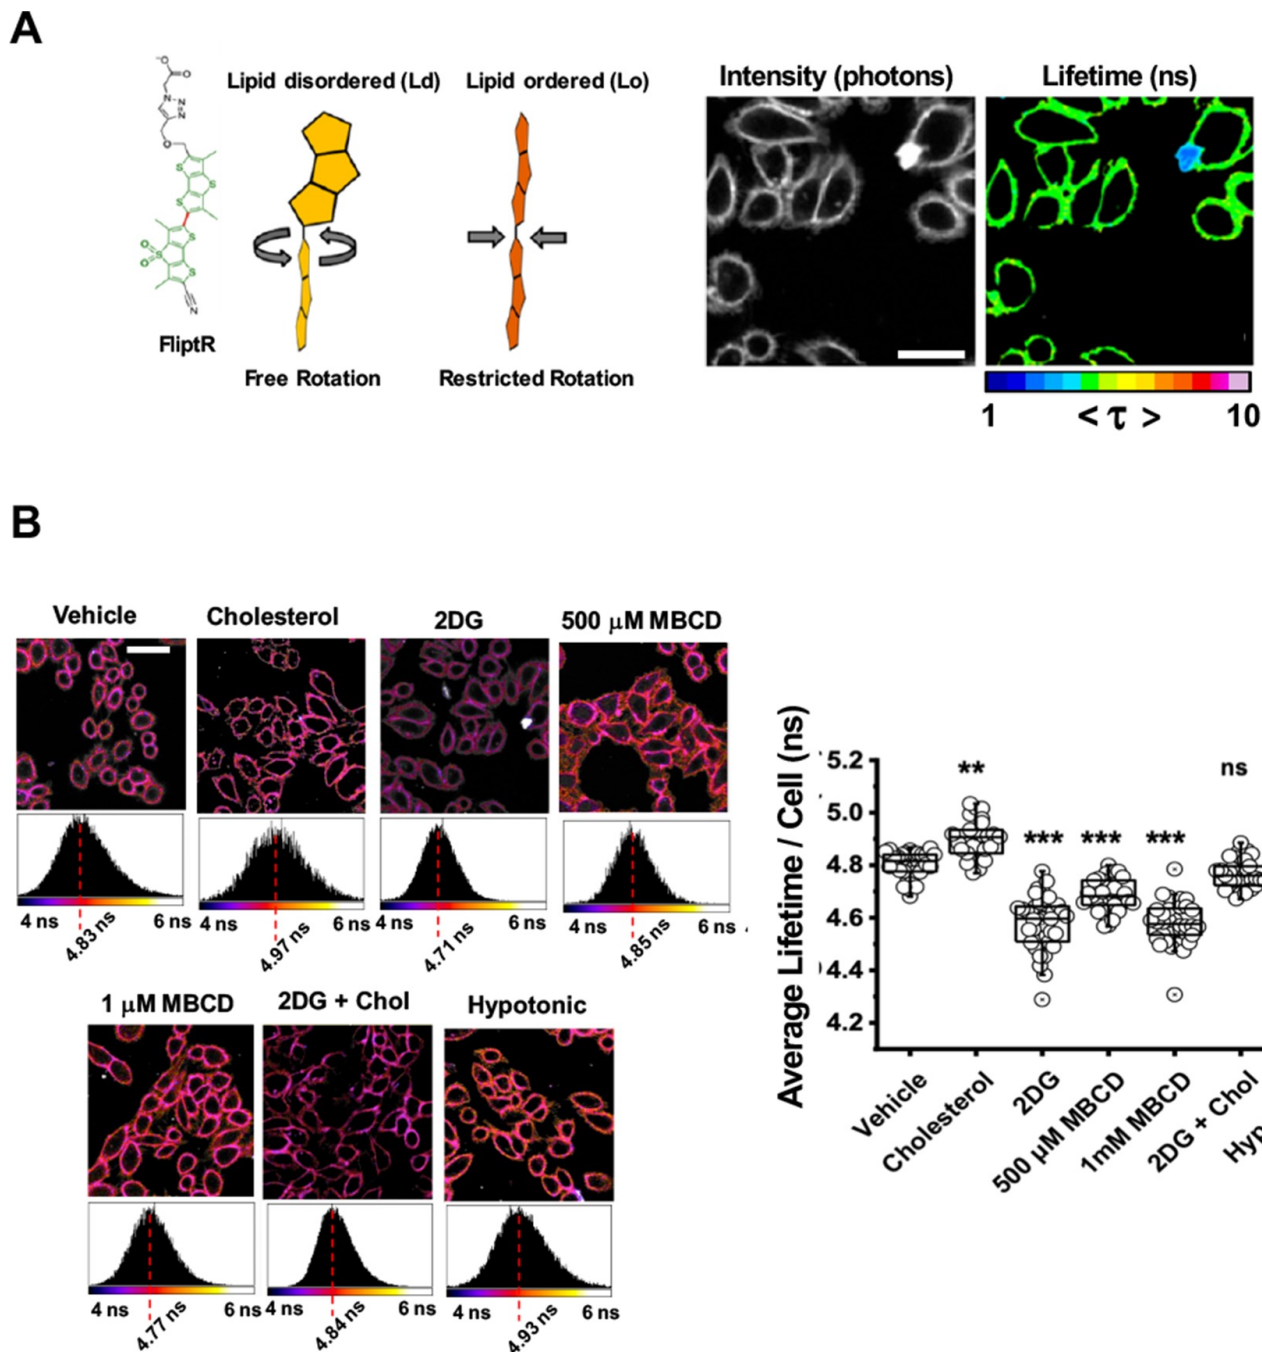 A
Lipid disordered (Ld)
Lipid ordered (Lo)
FliptR
Free Rotation
Restricted Rotation
Intensity (photons)
Lifetime (ns)
1 < τ > 10
B
Vehicle
Cholesterol
2DG
500 μM MBCD
4 ns 6 ns
4.83 ns
4 ns 6 ns
4.97 ns
4 ns 6 ns
4.71 ns
4 ns 6 ns
4.85 ns
1 μM MBCD
2DG + Chol
Hypotonic
4 ns 6 ns
4.77 ns
4 ns 6 ns
4.84 ns
4 ns 6 ns
4.93 ns
Average Lifetime / Cell (ns)
5.2
5.0
4.8
4.6
4.4
4.2
**
***
***
***
ns
Vehicle
Cholesterol
2DG
500 μM MBCD
1mM MBCD
2DG + Chol
Hyp